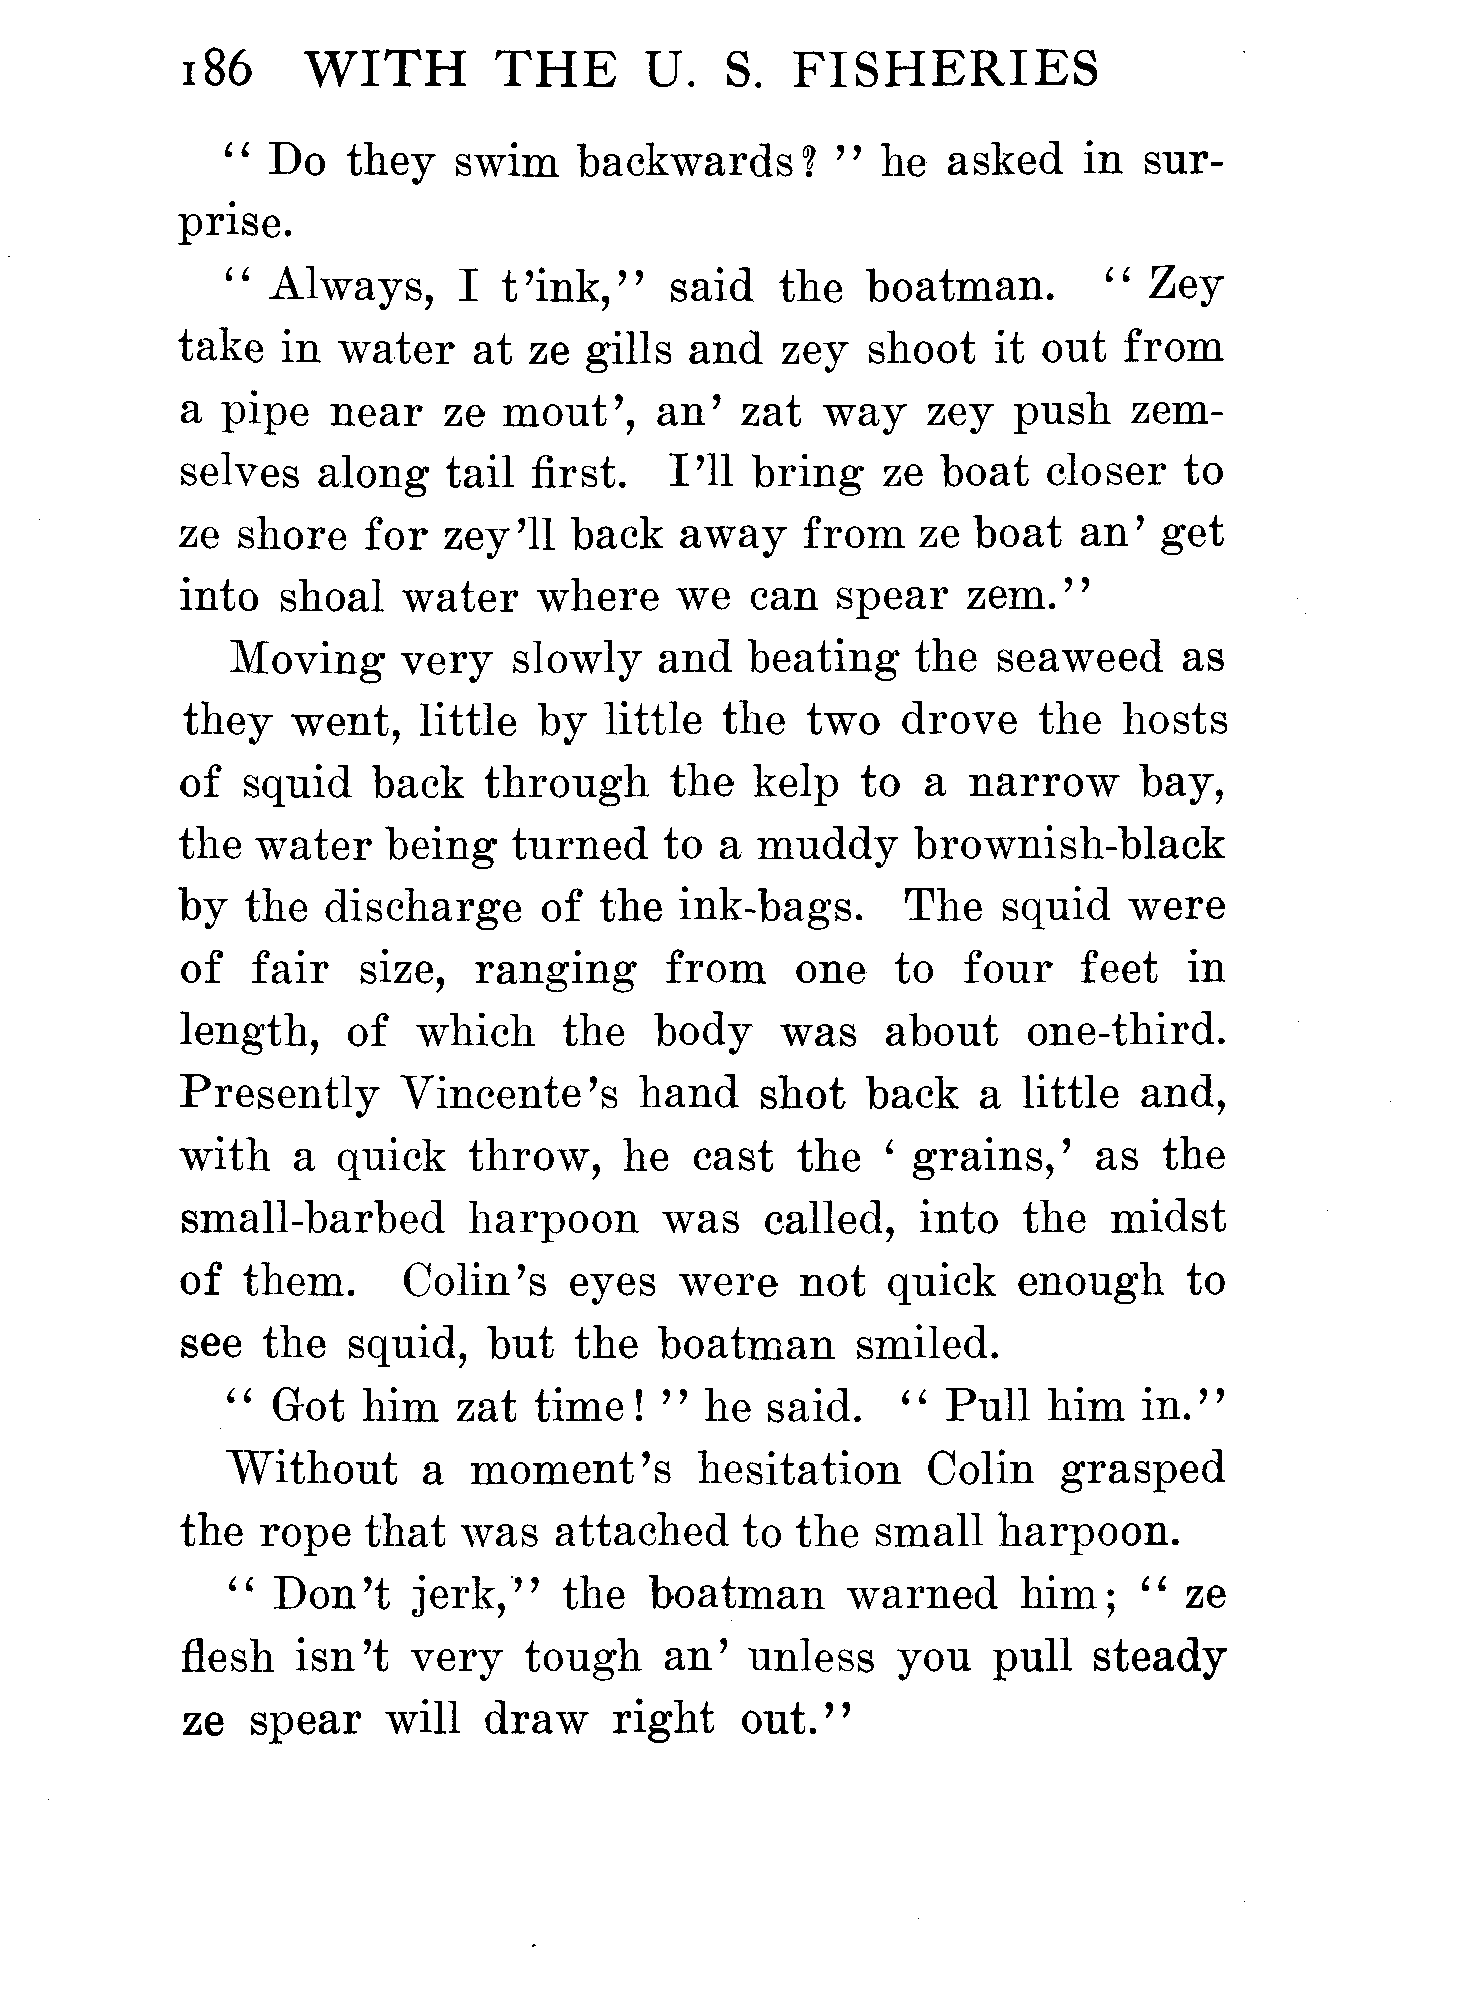 186 WITH THE U. S. FISHERIES
“ Do they swim backwards? ” he asked in sur-
prise.
“ Always, I t’ink,” said the boatman. “ Zey
take in water at ze gills and zey shoot it out from
a pipe near ze mout’, an’ zat way zey push zem-
selves along tail first. I’ll bring ze boat closer to
ze shore for zey’ll back away from ze boat an’ get
into shoal water where we can spear zem.”
Moving very slowly and beating the seaweed as
they went, little by little the two drove the hosts
of squid back through the kelp to a narrow bay,
the water being turned to a muddy brownish-black
by the discharge of the ink-bags. The squid were
of fair size, ranging from one to four feet in
length, of which the body was about one-third.
Presently Vincente’s hand shot back a little and,
with a quick throw, he cast the ‘ grains,’ as the
small-barbed harpoon was called, into the midst
of them. Colin’s eyes were not quick enough to
see the squid, but the boatman smiled.
“ Got him zat time! ” he said. “ Pull him in.”
Without a moment’s hesitation Colin grasped
the rope that was attached to the small harpoon.
“ Don’t jerk,” the boatman warned him; “ ze
flesh isn’t very tough an’ unless you pull steady
ze spear will draw right out.”